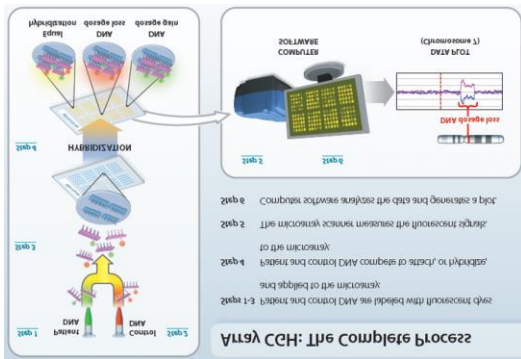 Array CGH: The Complete Process
Step 1-3 Patient and control DNA are labeled with fluorescent dyes
and applied to the microarray.
Step 4 Patient and control DNA compete to attach, or hybridize,
to the microarray.
Step 5 The microarray scanner measures the fluorescent signals.
Step 6 Computer software analyzes the data and generates a plot.
Step 1
Patient
DNA
Control
DNA
Step 2
Step 3
Step 4
HYBRIDIZATION
Equal
hybridization
DNA
dosage loss
DNA
dosage gain
Step 5
Step 6
COMPUTER
SOFTWARE
DNA dosage loss
DATA PLOT
(Chromosome 7)